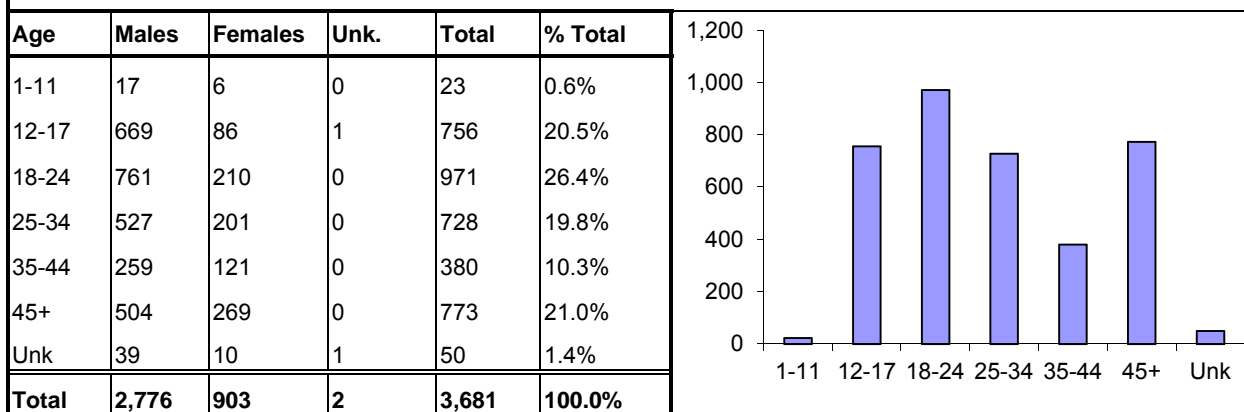 Age Males Females Unk. Total % Total
1-11 17 6 0 23 0.6%
12-17 669 86 1 756 20.5%
18-24 761 210 0 971 26.4%
25-34 527 201 0 728 19.8%
35-44 259 121 0 380 10.3%
45+ 504 269 0 773 21.0%
Unk 39 10 1 50 1.4%
Total 2,776 903 2 3,681 100.0%
1,200
1,000
800
600
400
200
0
1-11 12-17 18-24 25-34 35-44 45+ Unk